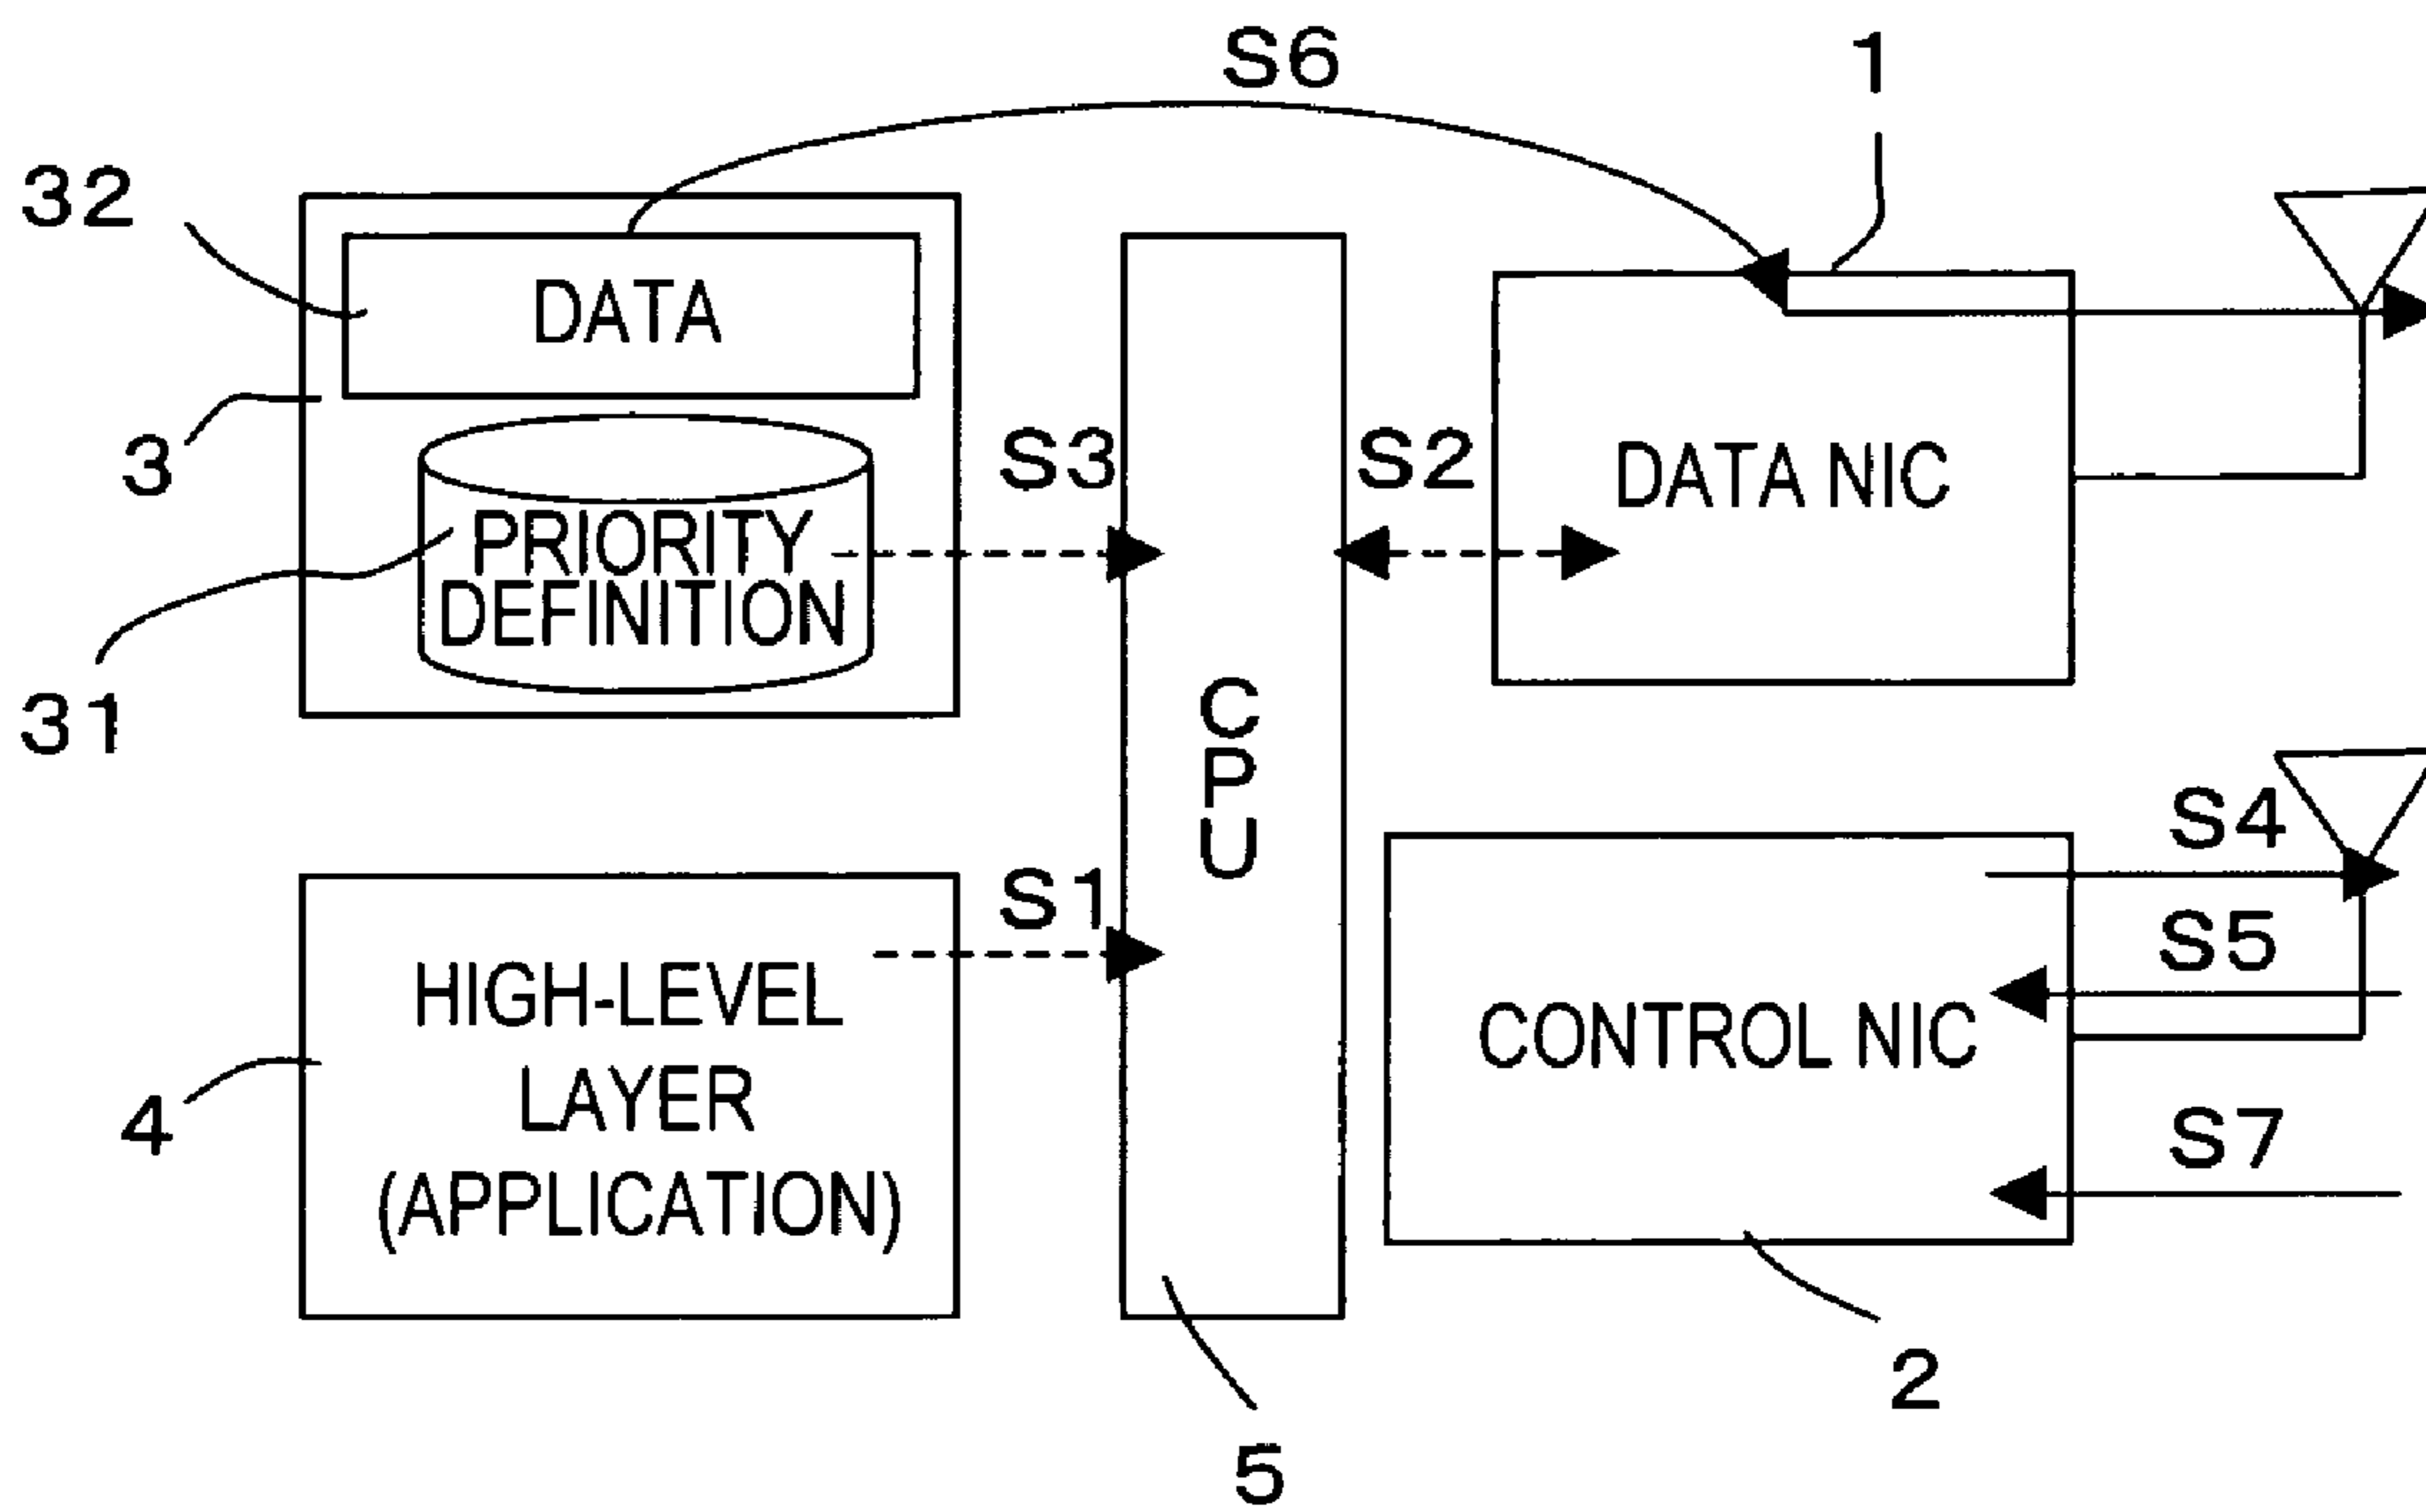 S6
1
32
DATA
3
S3
S2
DATA NIC
PRIORITY
DEFINITION
31
CPU
S4
S1
S5
HIGH-LEVEL
LAYER
(APPLICATION)
CONTROL NIC
4
S7
2
5